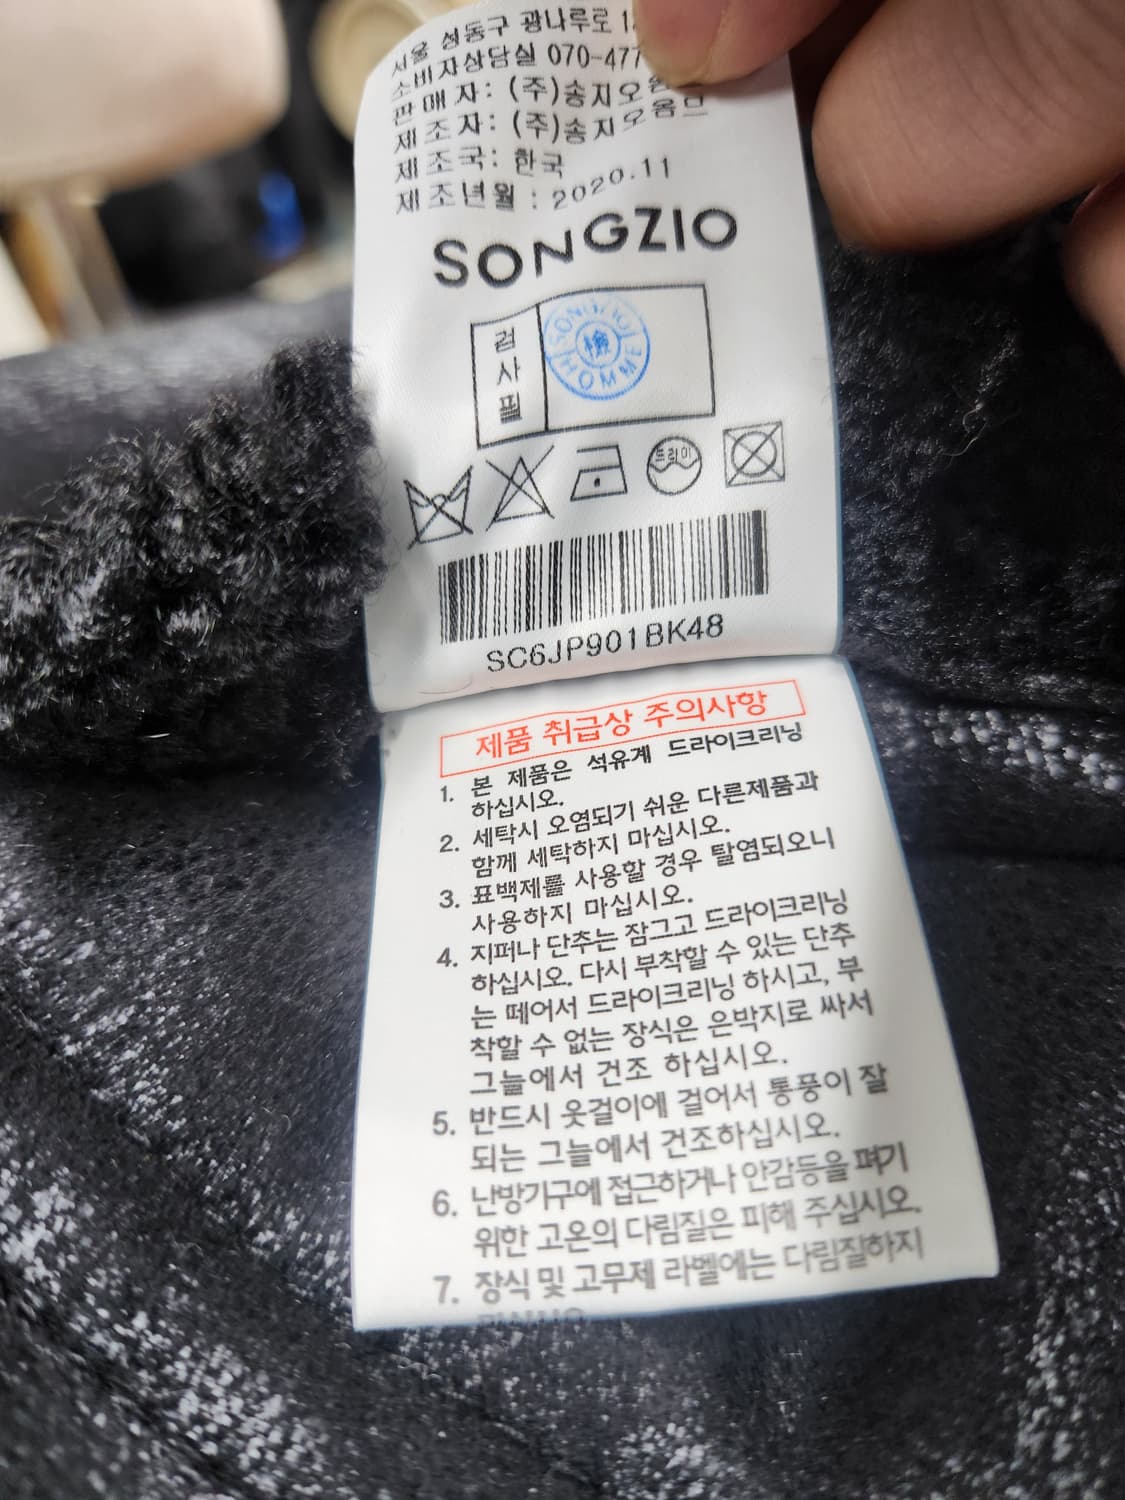 서울 성동구 광나루로
소비자상담실 070-477
판 매 자: (주)송지오옴므
제 조 자: (주)송지오옴므
제 조 국: 한국
제 조년월 : 2020.11
SONGZIO
검사필
SONGZIO HOMME 檢
드라이
SC6JP901BK48
제품 취급상 주의사항
1. 본 제품은 석유계 드라이크리닝
하십시오.
2. 세탁시 오염되기 쉬운 다른제품과
함께 세탁하지 마십시오.
3. 표백제를 사용할 경우 탈염되오니
사용하지 마십시오.
4. 지퍼나 단추는 잠그고 드라이크리닝
하십시오. 다시 부착할 수 있는 단추
는 떼어서 드라이크리닝 하시고, 부
착할 수 없는 장식은 은박지로 싸서
그늘에서 건조 하십시오.
5. 반드시 옷걸이에 걸어서 통풍이 잘
되는 그늘에서 건조하십시오.
6. 난방기구에 접근하거나 안감등을 펴기
위한 고온의 다림질은 피해 주십시오.
7. 장식 및 고무제 라벨에는 다림질하지